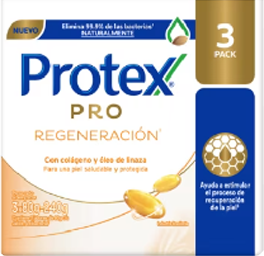 NUEVO
Elimina 99.9% de las bacterias¹
NATURALMENTE
3
PACK
Protex
PRO
REGENERACIÓN
Con colágeno y óleo de linaza
Para una piel saludable y protegida
Ayuda a estimular
el proceso de
recuperación
de la piel